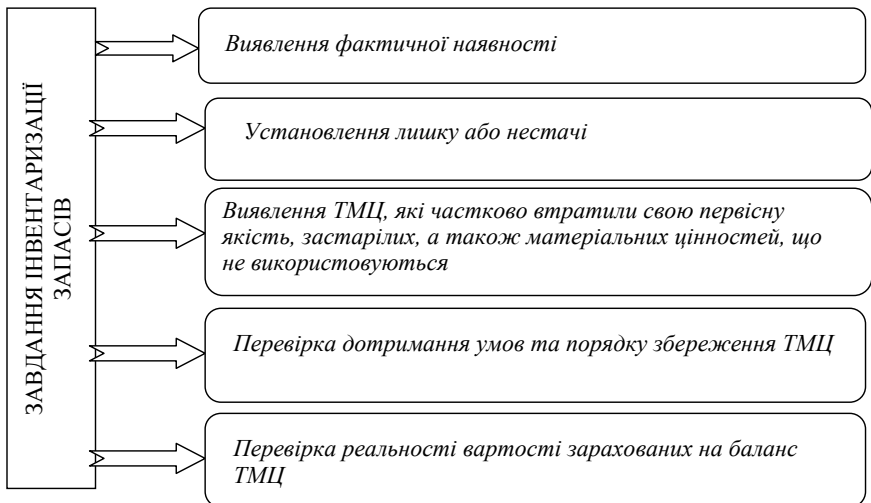 ЗАВДАННЯ ІНВЕНТАРИЗАЦІЇ
ЗАПАСІВ
Виявлення фактичної наявності
Установлення лишку або нестачі
Виявлення ТМЦ, які частково втратили свою первісну
якість, застарілих, а також матеріальних цінностей, що
не використовуються
Перевірка дотримання умов та порядку збереження ТМЦ
Перевірка реальності вартості зарахованих на баланс
ТМЦ